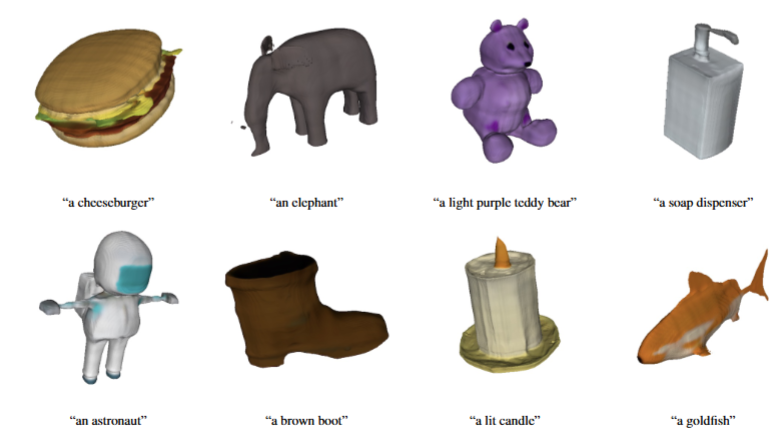 “a cheeseburger”
“an elephant”
“a light purple teddy bear”
“a soap dispenser”
“an astronaut”
“a brown boot”
“a lit candle”
“a goldfish”